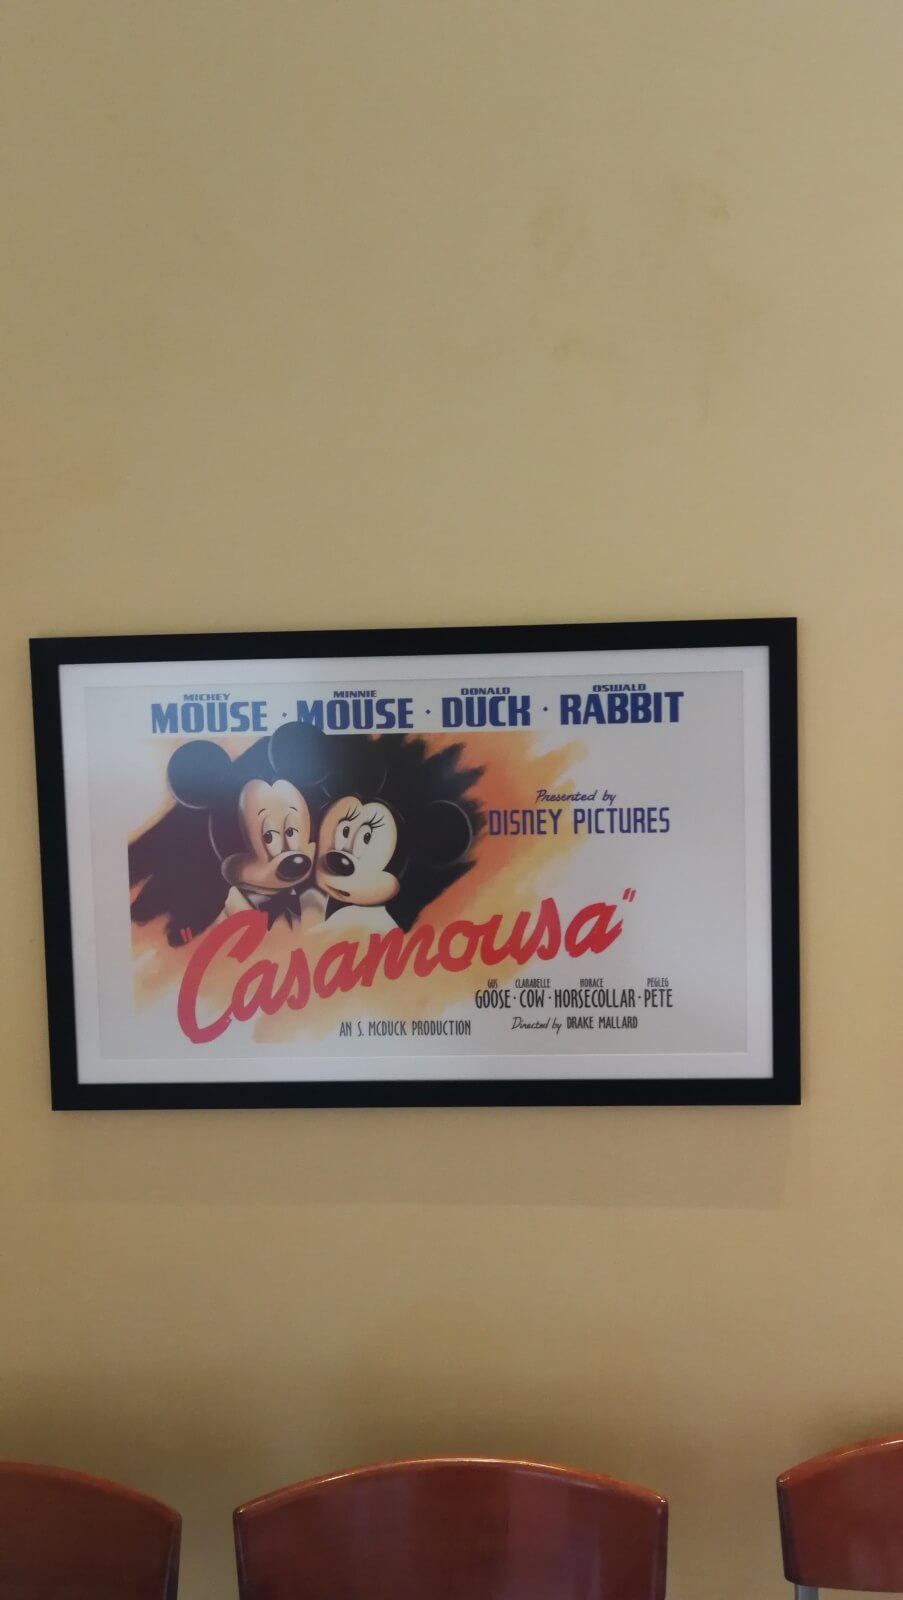 MICKEY MINNIE DONALD OSWALD
MOUSE · MOUSE · DUCK · RABBIT
Presented by
DISNEY PICTURES
"Casamousa"
GUS CLARABELLE HORACE PEGLEG
GOOSE · COW · HORSECOLLAR · PETE
AN S. MCDUCK PRODUCTION
Directed by DRAKE MALLARD